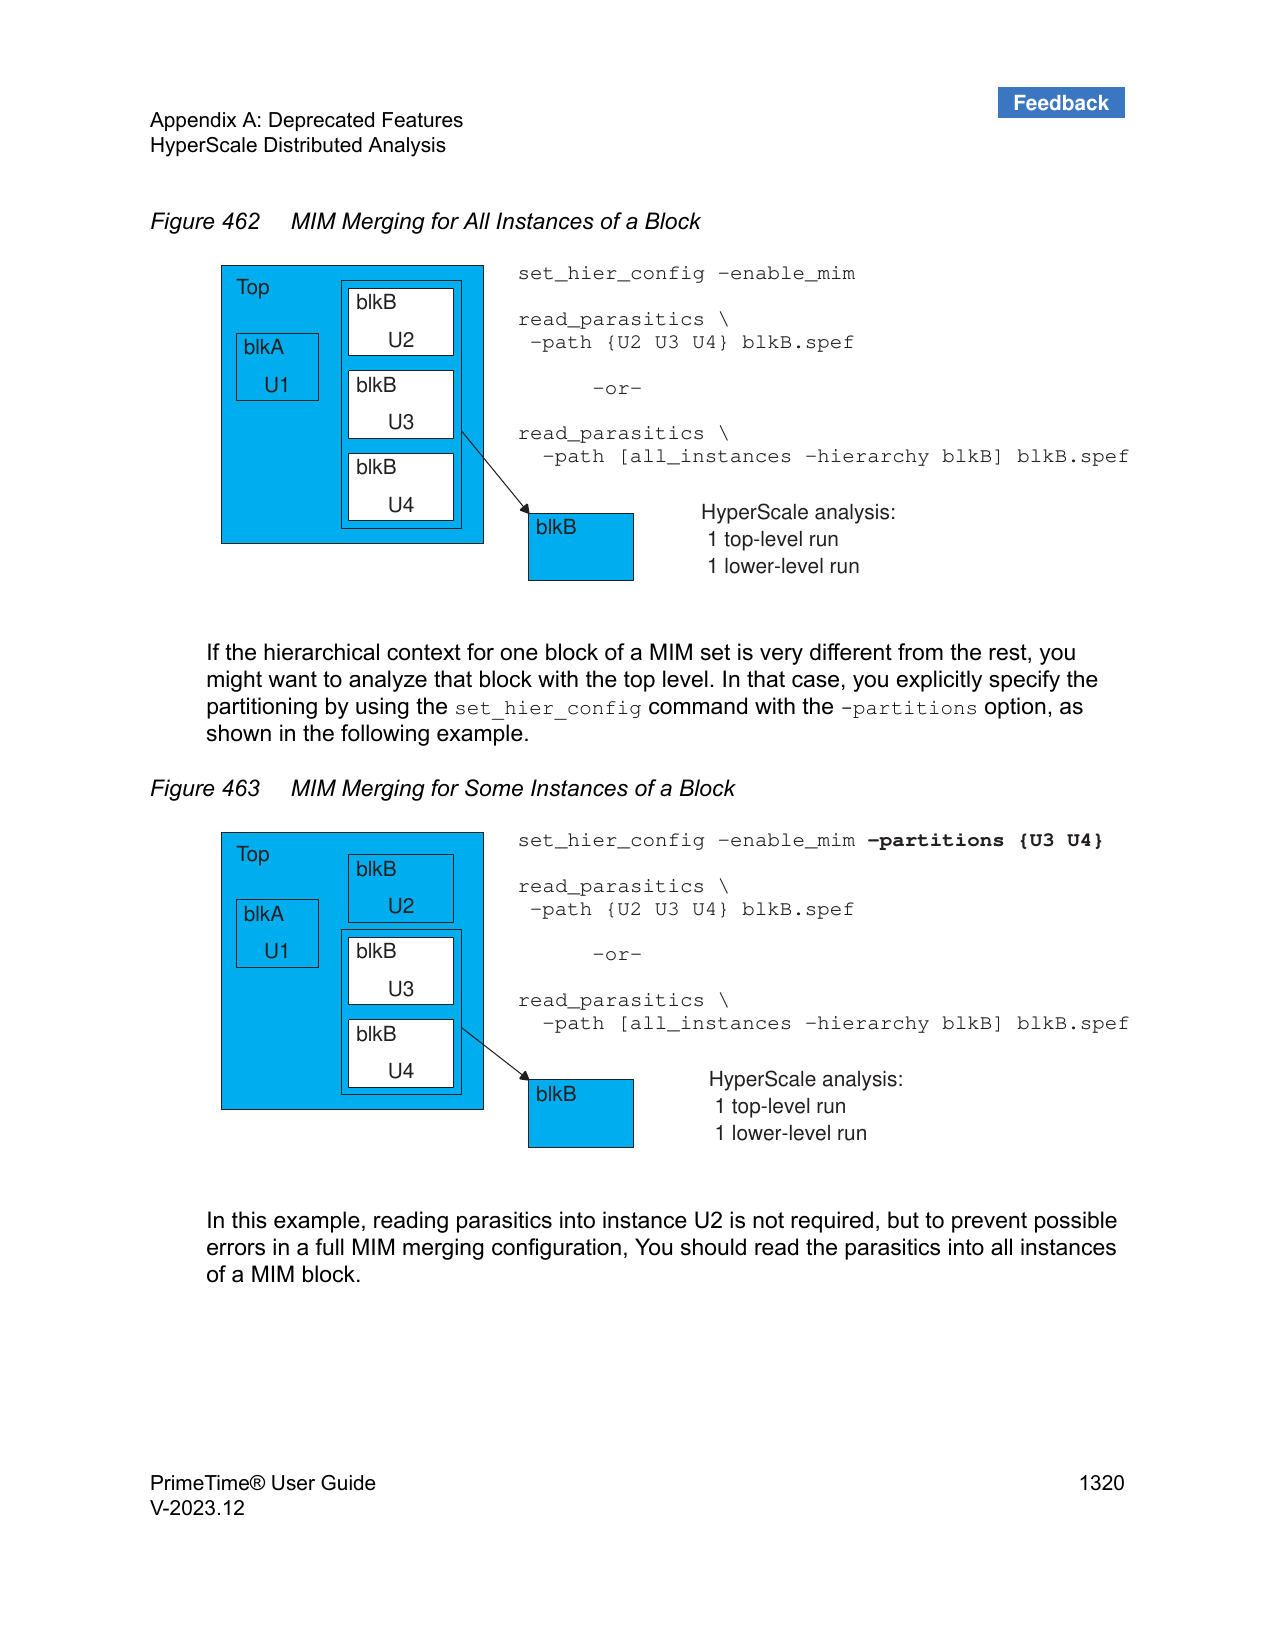 Feedback
Appendix A: Deprecated Features
HyperScale Distributed Analysis
Figure 462 MIM Merging for All Instances of a Block
Top
blkA
U1
blkB
U2
blkB
U3
blkB
U4
blkB
set_hier_config -enable_mim
read_parasitics \
-path {U2 U3 U4} blkB.spef
-or-
read_parasitics \
-path [all_instances -hierarchy blkB] blkB.spef
HyperScale analysis:
1 top-level run
1 lower-level run
If the hierarchical context for one block of a MIM set is very different from the rest, you
might want to analyze that block with the top level. In that case, you explicitly specify the
partitioning by using the set_hier_config command with the -partitions option, as
shown in the following example.
Figure 463 MIM Merging for Some Instances of a Block
Top
blkA
U1
blkB
U2
blkB
U3
blkB
U4
blkB
set_hier_config -enable_mim -partitions {U3 U4}
read_parasitics \
-path {U2 U3 U4} blkB.spef
-or-
read_parasitics \
-path [all_instances -hierarchy blkB] blkB.spef
HyperScale analysis:
1 top-level run
1 lower-level run
In this example, reading parasitics into instance U2 is not required, but to prevent possible
errors in a full MIM merging configuration, You should read the parasitics into all instances
of a MIM block.
PrimeTime® User Guide 1320
V-2023.12